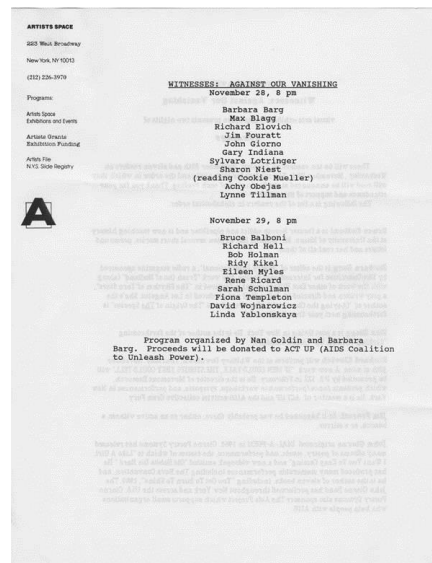 ARTISTS SPACE
223 West Broadway
New York, NY 10013
(212) 226-3970
Programs:
Artists Space
Exhibitions and Events
Artists Grants
Exhibition Funding
Artists File
N.Y.S. Slide Registry
A
WITNESSES: AGAINST OUR VANISHING
November 28, 8 pm
Barbara Barg
Max Blagg
Richard Elovich
Jim Fouratt
John Giorno
Gary Indiana
Sylvare Lotringer
Sharon Niest
(reading Cookie Mueller)
Achy Obejas
Lynne Tillman
November 29, 8 pm
Bruce Balboni
Richard Hell
Bob Holman
Ridy Kikel
Eileen Myles
Rene Ricard
Sarah Schulman
Fiona Templeton
David Wojnarowicz
Linda Yablonskaya
Program organized by Nan Goldin and Barbara
Barg. Proceeds will be donated to ACT UP (AIDS Coalition
to Unleash Power).